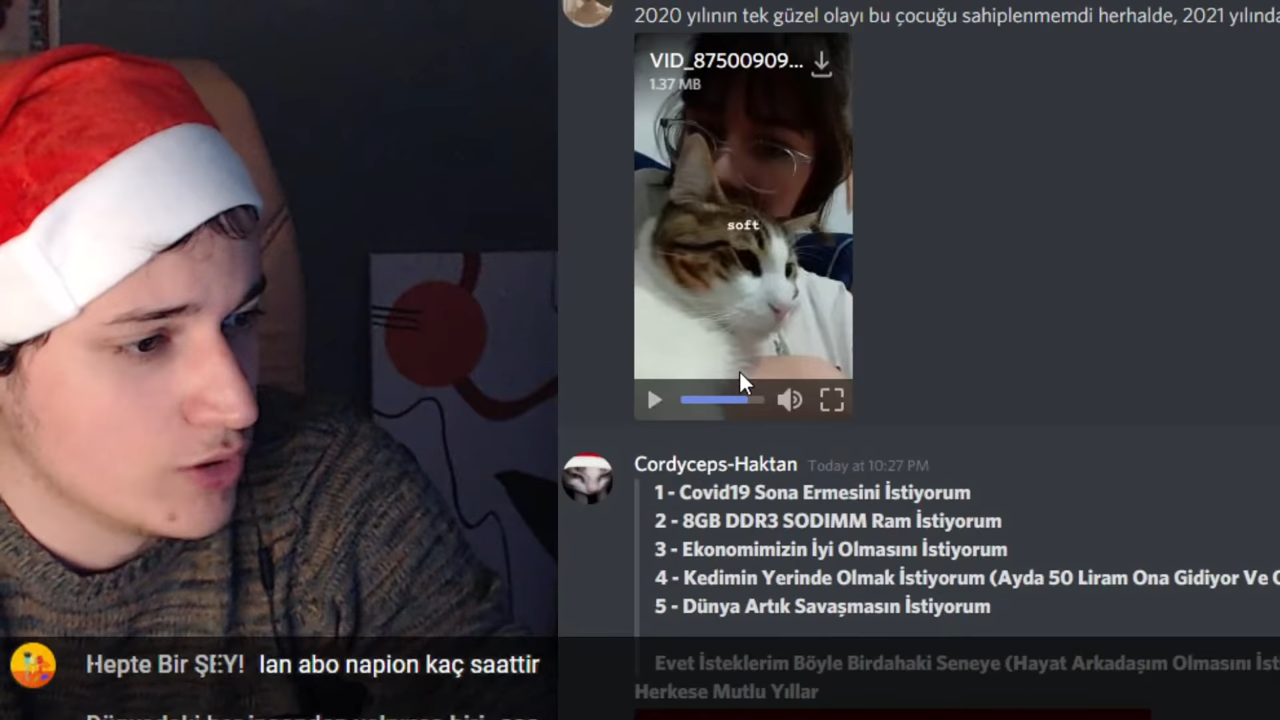 2020 yılının tek güzel olayı bu çocuğu sahiplenmemdi herhalde, 2021 yılında
VID_87500909...
1.37 MB
soft
Cordyceps-Haktan Today at 10:27 PM
1 - Covid19 Sona Ermesini İstiyorum
2 - 8GB DDR3 SODIMM Ram İstiyorum
3 - Ekonomimizin İyi Olmasını İstiyorum
4 - Kedimin Yerinde Olmak İstiyorum (Ayda 50 Liram Ona Gidiyor Ve
5 - Dünya Artık Savaşmasın İstiyorum
Evet İsteklerim Böyle Birdahaki Seneye (Hayat Arkadaşım Olmasını
Herkese Mutlu Yıllar
Hepte Bir ŞEY! lan abo napion kaç saattir